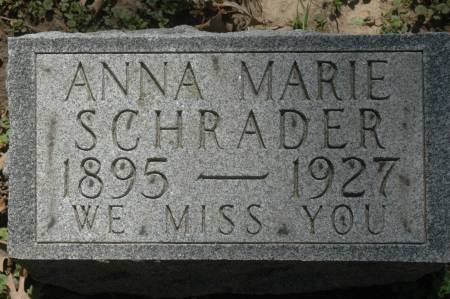 ANNA MARIE
SCHRADER
1895 — 1927
WE MISS YOU